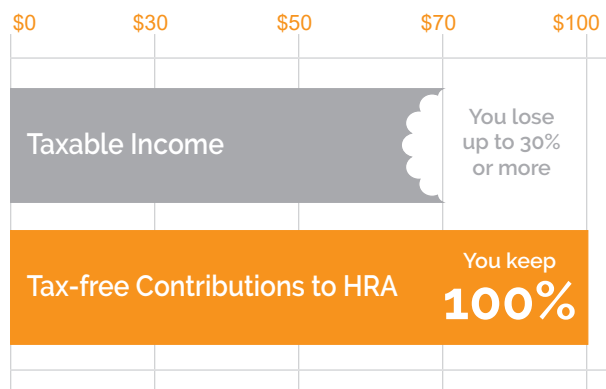 $0 $30 $50 $70 $100
Taxable Income
You lose
up to 30%
or more
Tax-free Contributions to HRA
You keep
100%